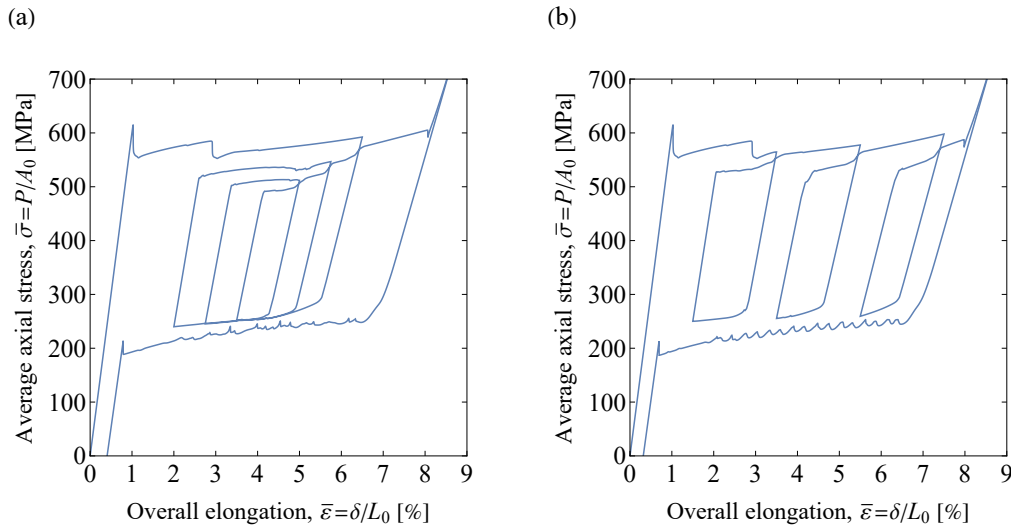 (a)
700
600
500
400
300
200
100
0
0 1 2 3 4 5 6 7 8 9
Average axial stress, σ̅=P/A₀ [MPa]
Overall elongation, ε̅=δ/L₀ [%]
(b)
700
600
500
400
300
200
100
0
0 1 2 3 4 5 6 7 8 9
Average axial stress, σ̅=P/A₀ [MPa]
Overall elongation, ε̅=δ/L₀ [%]